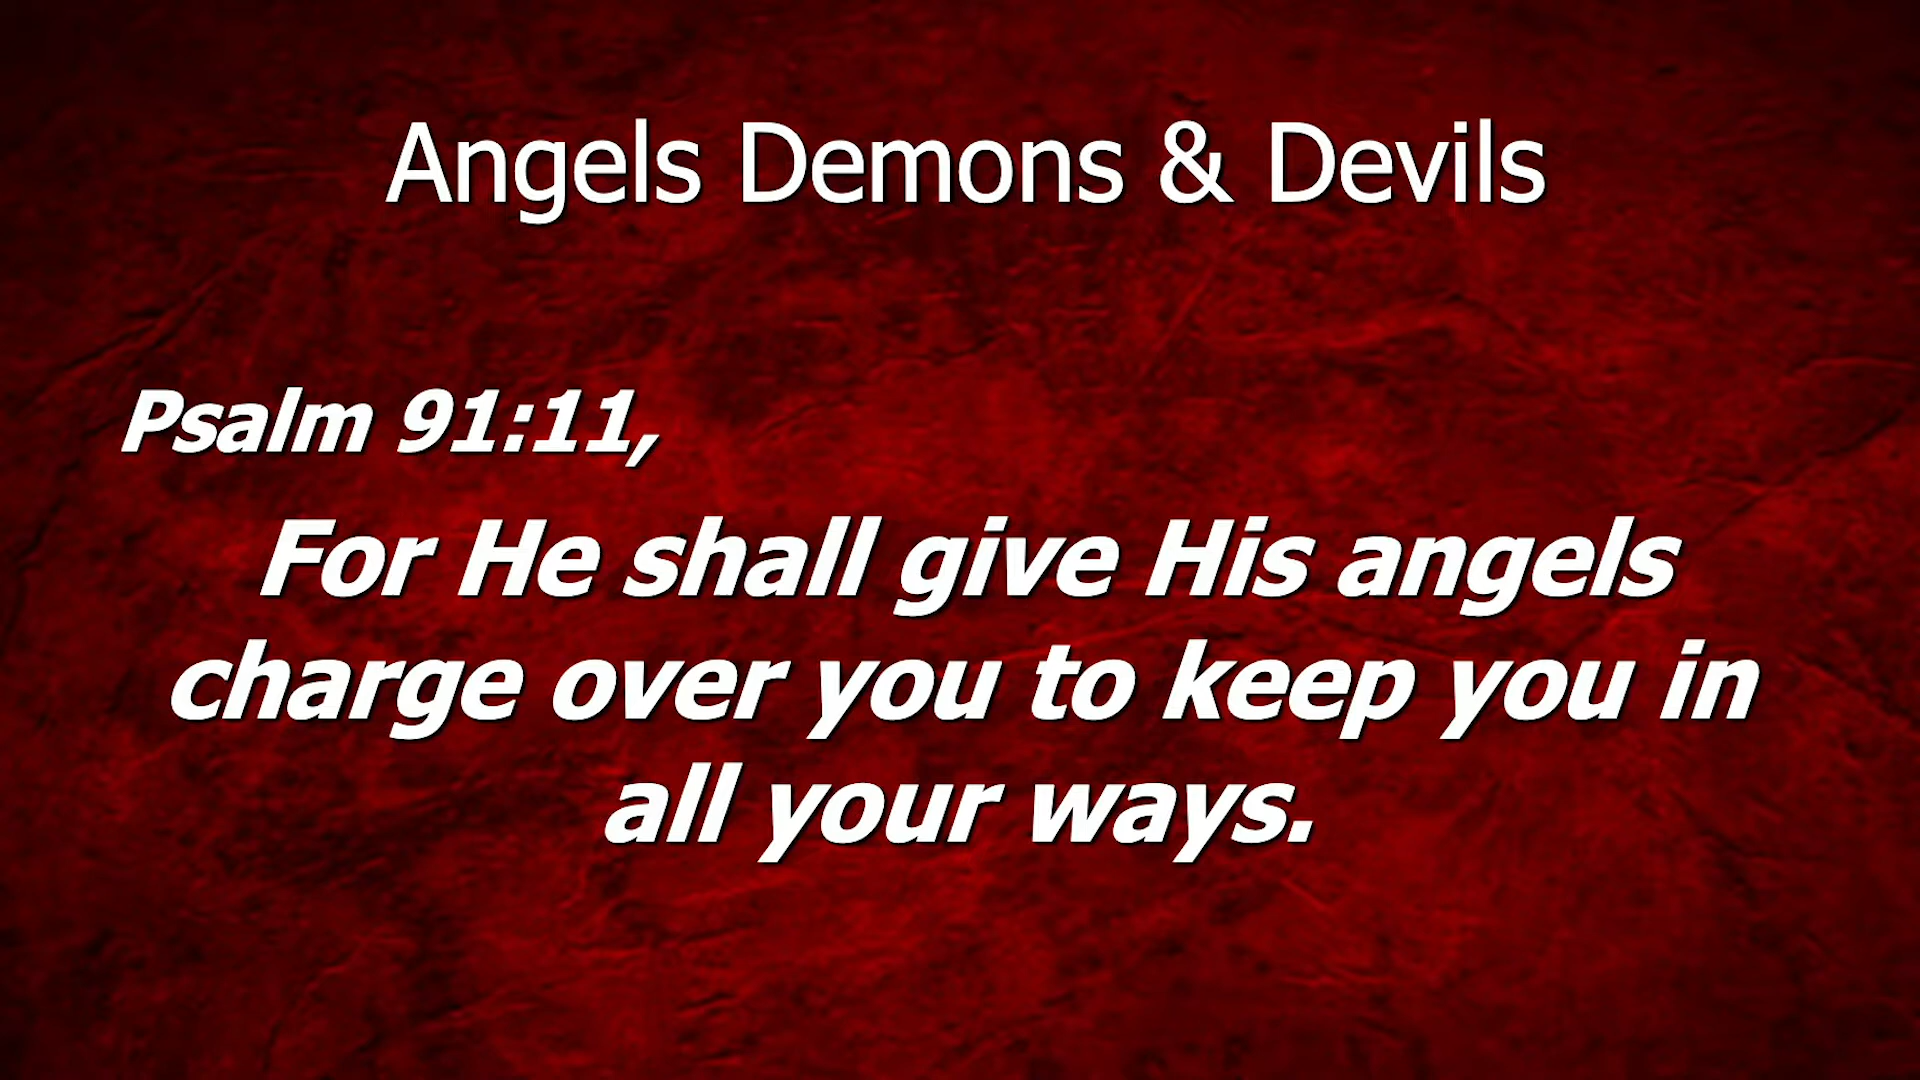 Angels Demons & Devils
Psalm 91:11,
For He shall give His angels
charge over you to keep you in
all your ways.